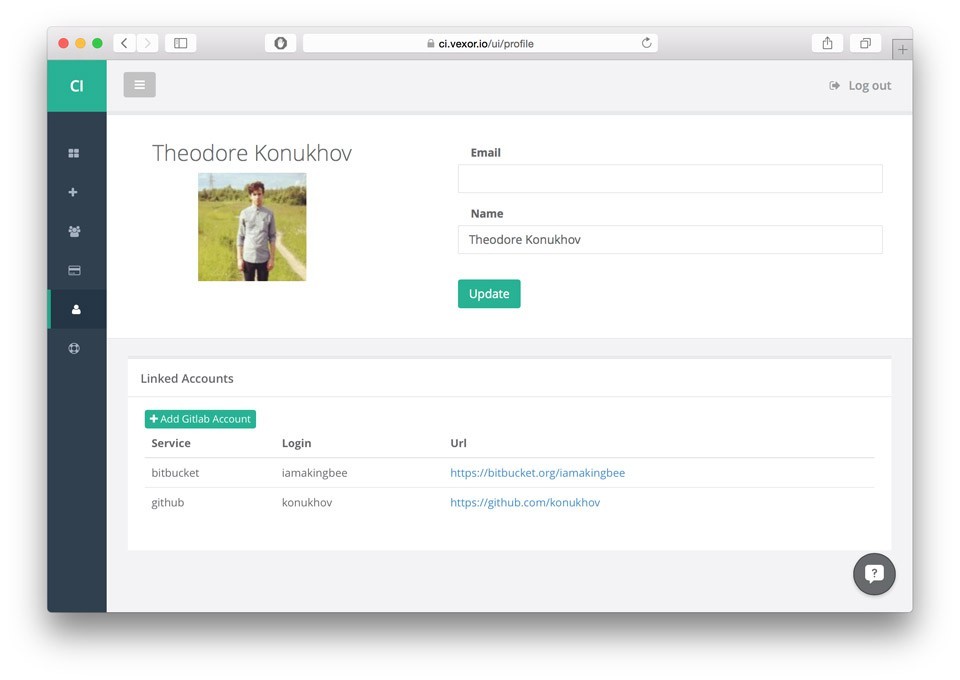 ci.vexor.io/ui/profile
CI
Log out
Theodore Konukhov
Email
Name
Theodore Konukhov
Update
Linked Accounts
Add Gitlab Account
Service Login Url
bitbucket iamakingbee https://bitbucket.org/iamakingbee
github konukhov https://github.com/konukhov
?